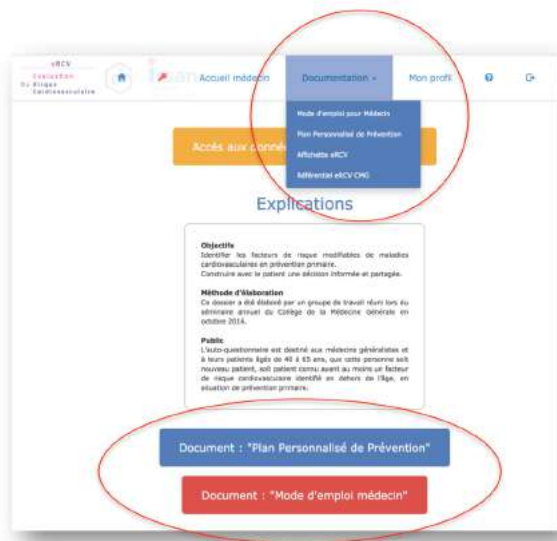 eRCV
Evaluation
Du Risque
Cardiovasculaire
Accueil médecin
Documentation
Mon profil
Mode d'emploi pour Médecin
Plan Personnalisé de Prévention
Affichette eRCV
Référentiel eRCV CMG
Accès aux donné
Explications
Objectifs
Identifier les facteurs de risque modifiables de maladies
cardiovasculaires en prévention primaire.
Construire avec le patient une décision informée et partagée.
Méthode d'élaboration
Ce dossier a été élaboré par un groupe de travail réuni lors du
séminaire annuel du Collège de la Médecine Générale en
octobre 2014.
Public
L'auto-questionnaire est destiné aux médecins généralistes et
à leurs patients âgés de 40 à 65 ans, que cette personne soit
nouveau patient, soit patient connu ayant au moins un facteur
de risque cardiovasculaire identifié en dehors de l'âge, en
situation de prévention primaire.
Document : "Plan Personnalisé de Prévention"
Document : "Mode d'emploi médecin"